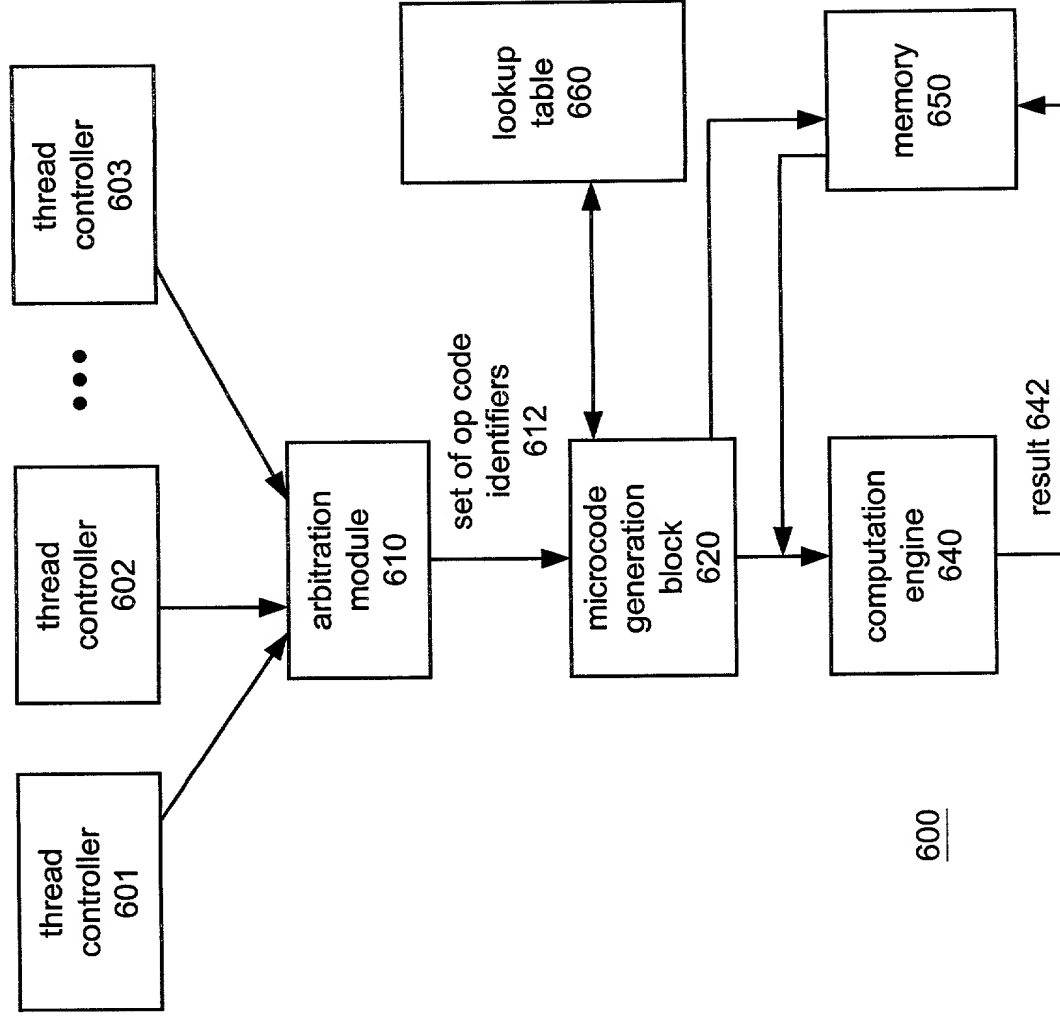 thread
controller
601
thread
controller
602
•••
thread
controller
603
arbitration
module
610
set of op code
identifiers
612
lookup
table
660
microcode
generation
block
620
computation
engine
640
memory
650
result 642
600